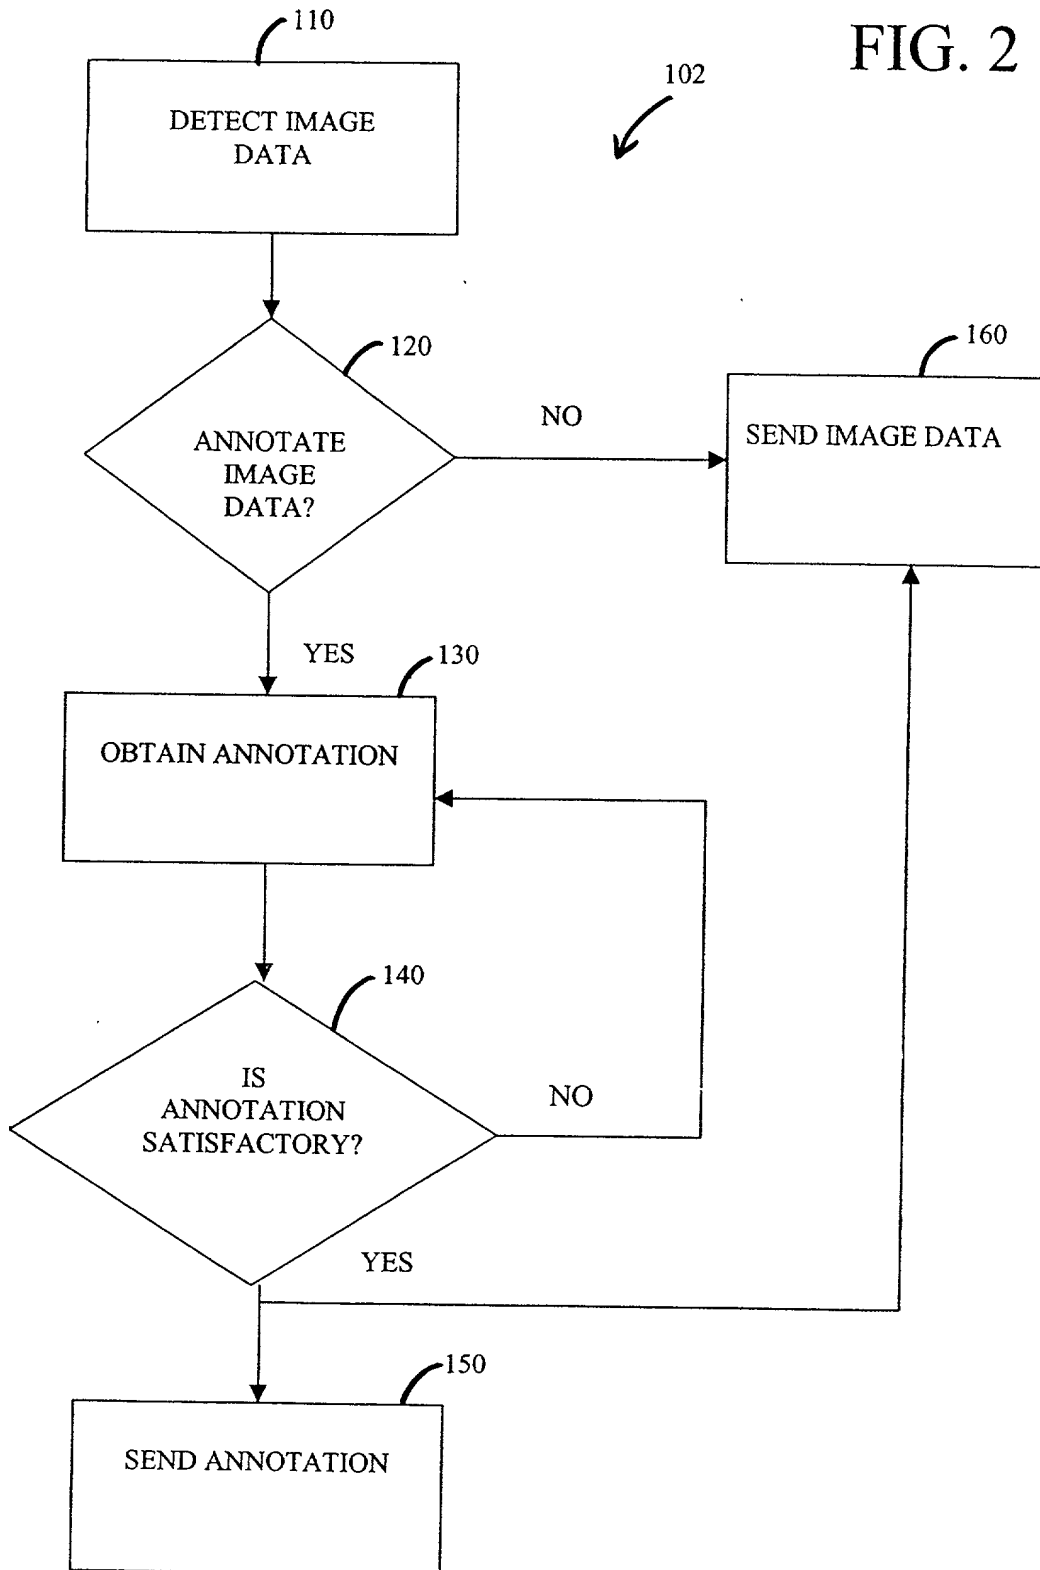 FIG. 2
110
102
DETECT IMAGE
DATA
120
160
NO
SEND IMAGE DATA
ANNOTATE
IMAGE
DATA?
YES
130
OBTAIN ANNOTATION
140
IS
ANNOTATION
SATISFACTORY?
NO
YES
150
SEND ANNOTATION